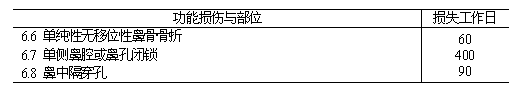 功能损伤与部位 损失工作日
6.6 单纯性无移位性鼻骨骨折 60
6.7 单侧鼻腔或鼻孔闭锁 400
6.8 鼻中隔穿孔 90